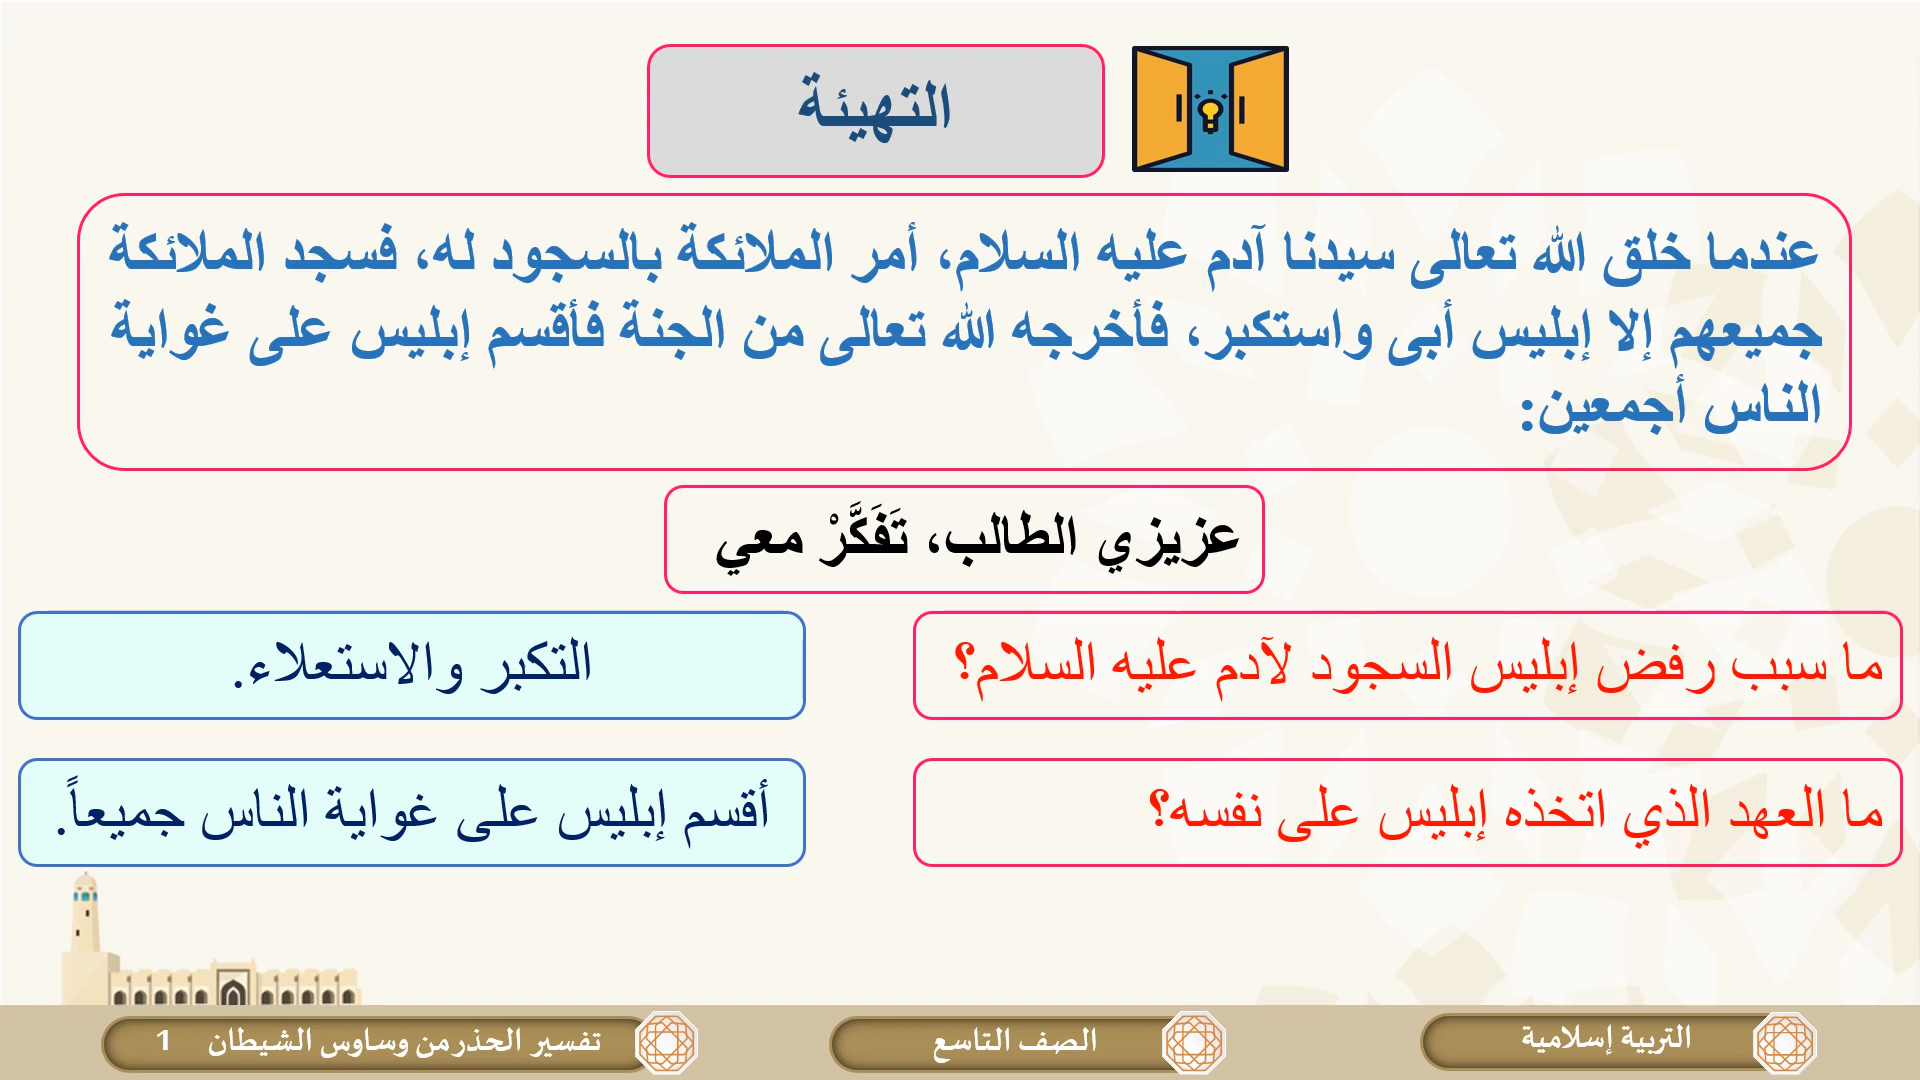 التهيئة
عندما خلق الله تعالى سيدنا آدم عليه السلام، أمر الملائكة بالسجود له، فسجد الملائكة
جميعهم إلا إبليس أبى واستكبر، فأخرجه الله تعالى من الجنة فأقسم إبليس على غواية
الناس أجمعين:
عزيزي الطالب، تَفَكَّرْ معي
ما سبب رفض إبليس السجود لآدم عليه السلام؟
التكبر والاستعلاء.
ما العهد الذي اتخذه إبليس على نفسه؟
أقسم إبليس على غواية الناس جميعاً.
التربية إسلامية
الصف التاسع
تفسير الحذر من وساوس الشيطان 1